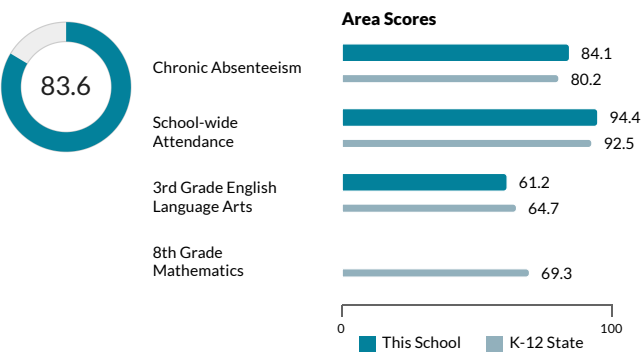 Area Scores
83.6
Chronic Absenteeism
84.1
80.2
School-wide
Attendance
94.4
92.5
3rd Grade English
Language Arts
61.2
64.7
8th Grade
Mathematics
69.3
0
100
This School
K-12 State